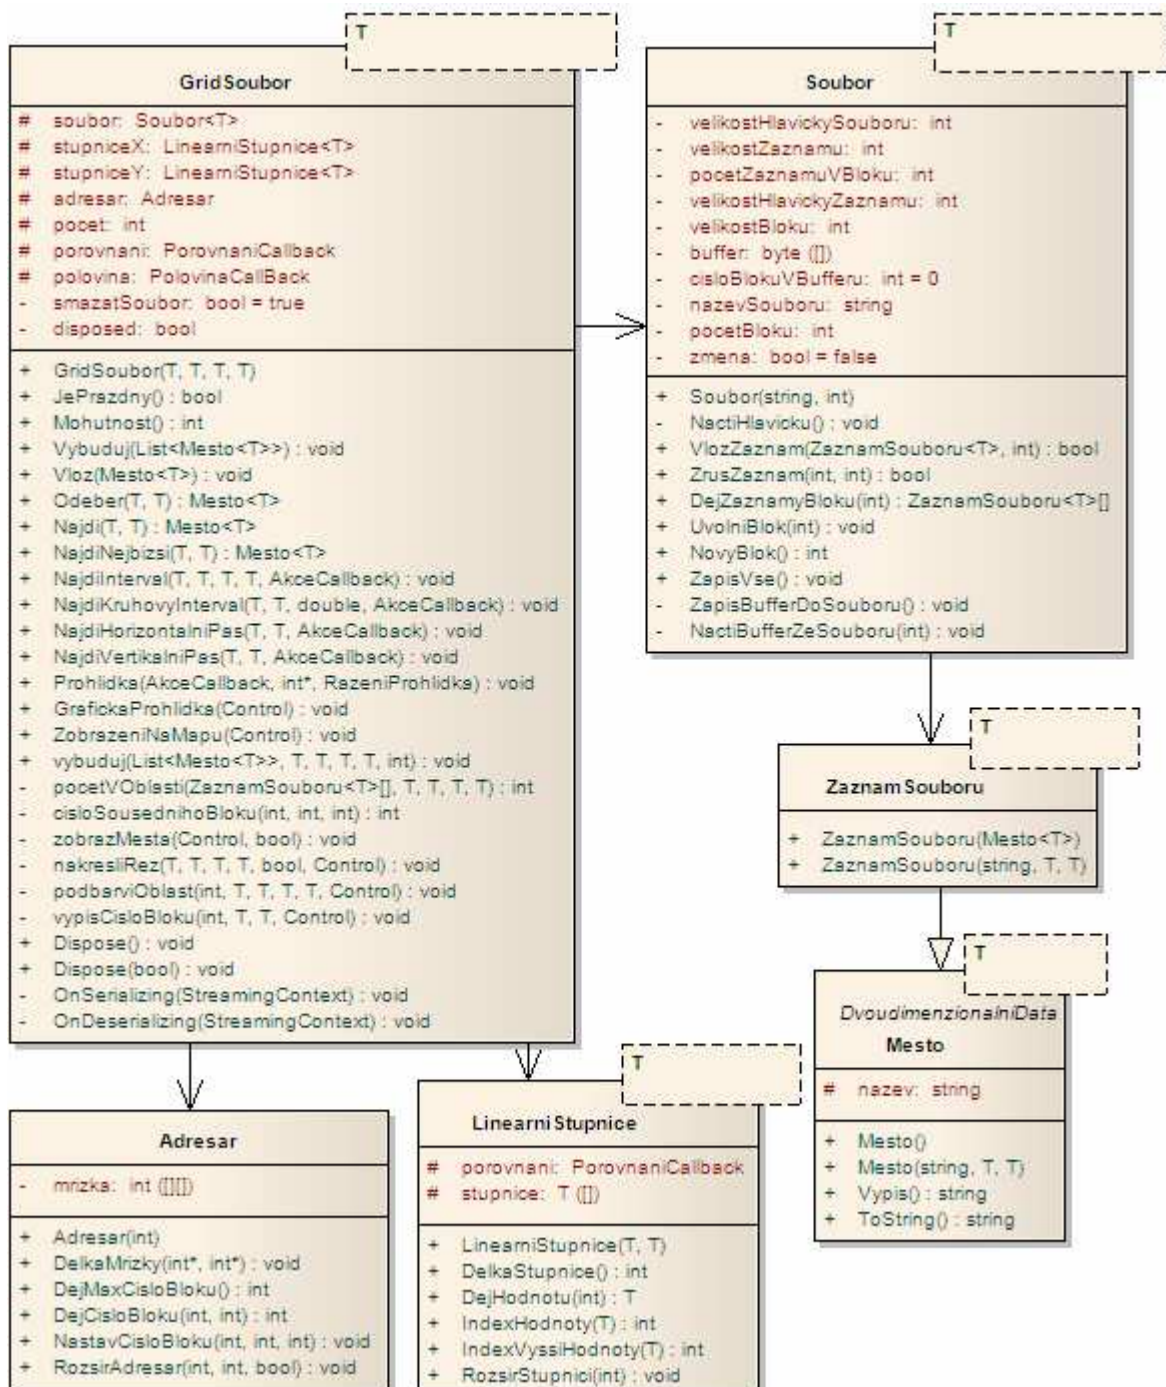 T
GridSoubor
# soubor: Soubor<T>
# stupniceX: LinearniStupnice<T>
# stupniceY: LinearniStupnice<T>
# adresar: Adresar
# pocet: int
# porovnani: PorovnaniCallback
# polovina: PolovinaCallBack
- smazatSoubor: bool = true
- disposed: bool
+ GridSoubor(T, T, T, T)
+ JePrazdny() : bool
+ Mohutnost() : int
+ Vybuduj(List<Mesto<T>>) : void
+ Vloz(Mesto<T>) : void
+ Odeber(T, T) : Mesto<T>
+ Najdi(T, T) : Mesto<T>
+ NajdiNejbizsi(T, T) : Mesto<T>
+ NajdiInterval(T, T, T, T, AkceCallback) : void
+ NajdiKruhovyInterval(T, T, double, AkceCallback) : void
+ NajdiHorizontalniPas(T, T, AkceCallback) : void
+ NajdiVertikalniPas(T, T, AkceCallback) : void
+ Prohlidka(AkceCallback, int*, RazeniProhlidka) : void
+ GrafickaProhlidka(Control) : void
+ ZobrazeniNaMapu(Control) : void
+ vybuduj(List<Mesto<T>>, T, T, T, T, int) : void
- pocetVOblasti(ZaznamSouboru<T>[], T, T, T, T) : int
- cisloSousednihoBloku(int, int, int) : int
- zobrazMesta(Control, bool) : void
- nakresliRez(T, T, T, T, bool, Control) : void
- podbarviOblast(int, T, T, T, T, Control) : void
- vypisCisloBloku(int, T, T, Control) : void
+ Dispose() : void
+ Dispose(bool) : void
- OnSerializing(StreamingContext) : void
- OnDeserializing(StreamingContext) : void
T
Soubor
- velikostHlavickySouboru: int
- velikostZaznamu: int
- pocetZaznamuVBloku: int
- velikostHlavickyZaznamu: int
- velikostBloku: int
- buffer: byte ([])
- cisloBlokuVBufferu: int = 0
- nazevSouboru: string
- pocetBloku: int
- zmena: bool = false
+ Soubor(string, int)
- NactiHlavicku() : void
+ VlozZaznam(ZaznamSouboru<T>, int) : bool
+ ZrusZaznam(int, int) : bool
+ DejZaznamyBloku(int) : ZaznamSouboru<T>[]
+ UvolniBlok(int) : void
+ NovyBlok() : int
+ ZapisVse() : void
- ZapisBufferDoSouboru() : void
- NactiBufferZeSouboru(int) : void
T
ZaznamSouboru
+ ZaznamSouboru(Mesto<T>)
+ ZaznamSouboru(string, T, T)
T
DvoudimenzionalniData
Mesto
# nazev: string
+ Mesto()
+ Mesto(string, T, T)
+ Vypis() : string
+ ToString() : string
Adresar
- mrizka: int ([][])
+ Adresar(int)
+ DelkaMrizky(int*, int*) : void
+ DejMaxCisloBloku() : int
+ DejCisloBloku(int, int) : int
+ NastavCisloBloku(int, int, int) : void
+ RozsirAdresar(int, int, bool) : void
T
LinearniStupnice
# porovnani: PorovnaniCallback
# stupnice: T ([])
+ LinearniStupnice(T, T)
+ DelkaStupnice() : int
+ DejHodnotu(int) : T
+ IndexHodnoty(T) : int
+ IndexVyssiHodnoty(T) : int
+ RozsirStupnici(int) : void